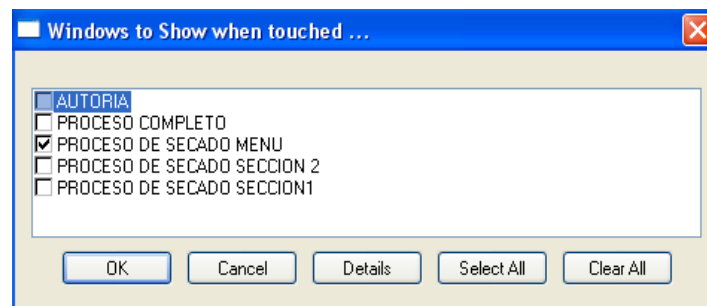 Windows to Show when touched ...
AUTORIA
PROCESO COMPLETO
PROCESO DE SECADO MENU
PROCESO DE SECADO SECCION 2
PROCESO DE SECADO SECCION1
OK Cancel Details Select All Clear All